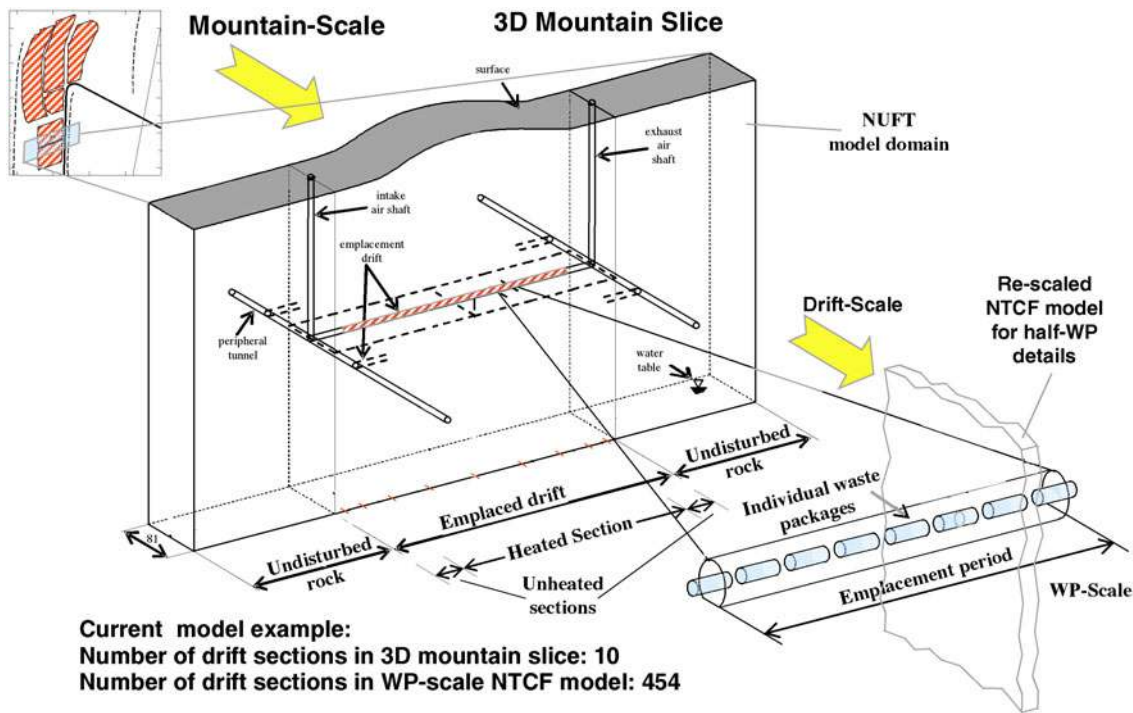 Mountain-Scale
3D Mountain Slice
surface
exhaust
air
shaft
NUFT
model domain
intake
air shaft
emplacement
drift
peripheral
tunnel
Drift-Scale
Re-scaled
NTCF model
for half-WP
details
water
table
Undisturbed
rock
Emplaced drift
Heated Section
Undisturbed
rock
Unheated
sections
81
Individual waste
packages
Emplacement period
WP-Scale
Current model example:
Number of drift sections in 3D mountain slice: 10
Number of drift sections in WP-scale NTCF model: 454